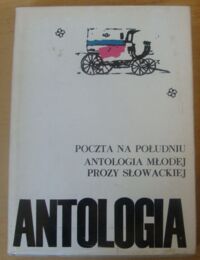 POCZTA NA POŁUDNIU
ANTOLOGIA MŁODEJ
PROZY SŁOWACKIEJ
ANTOLOGIA